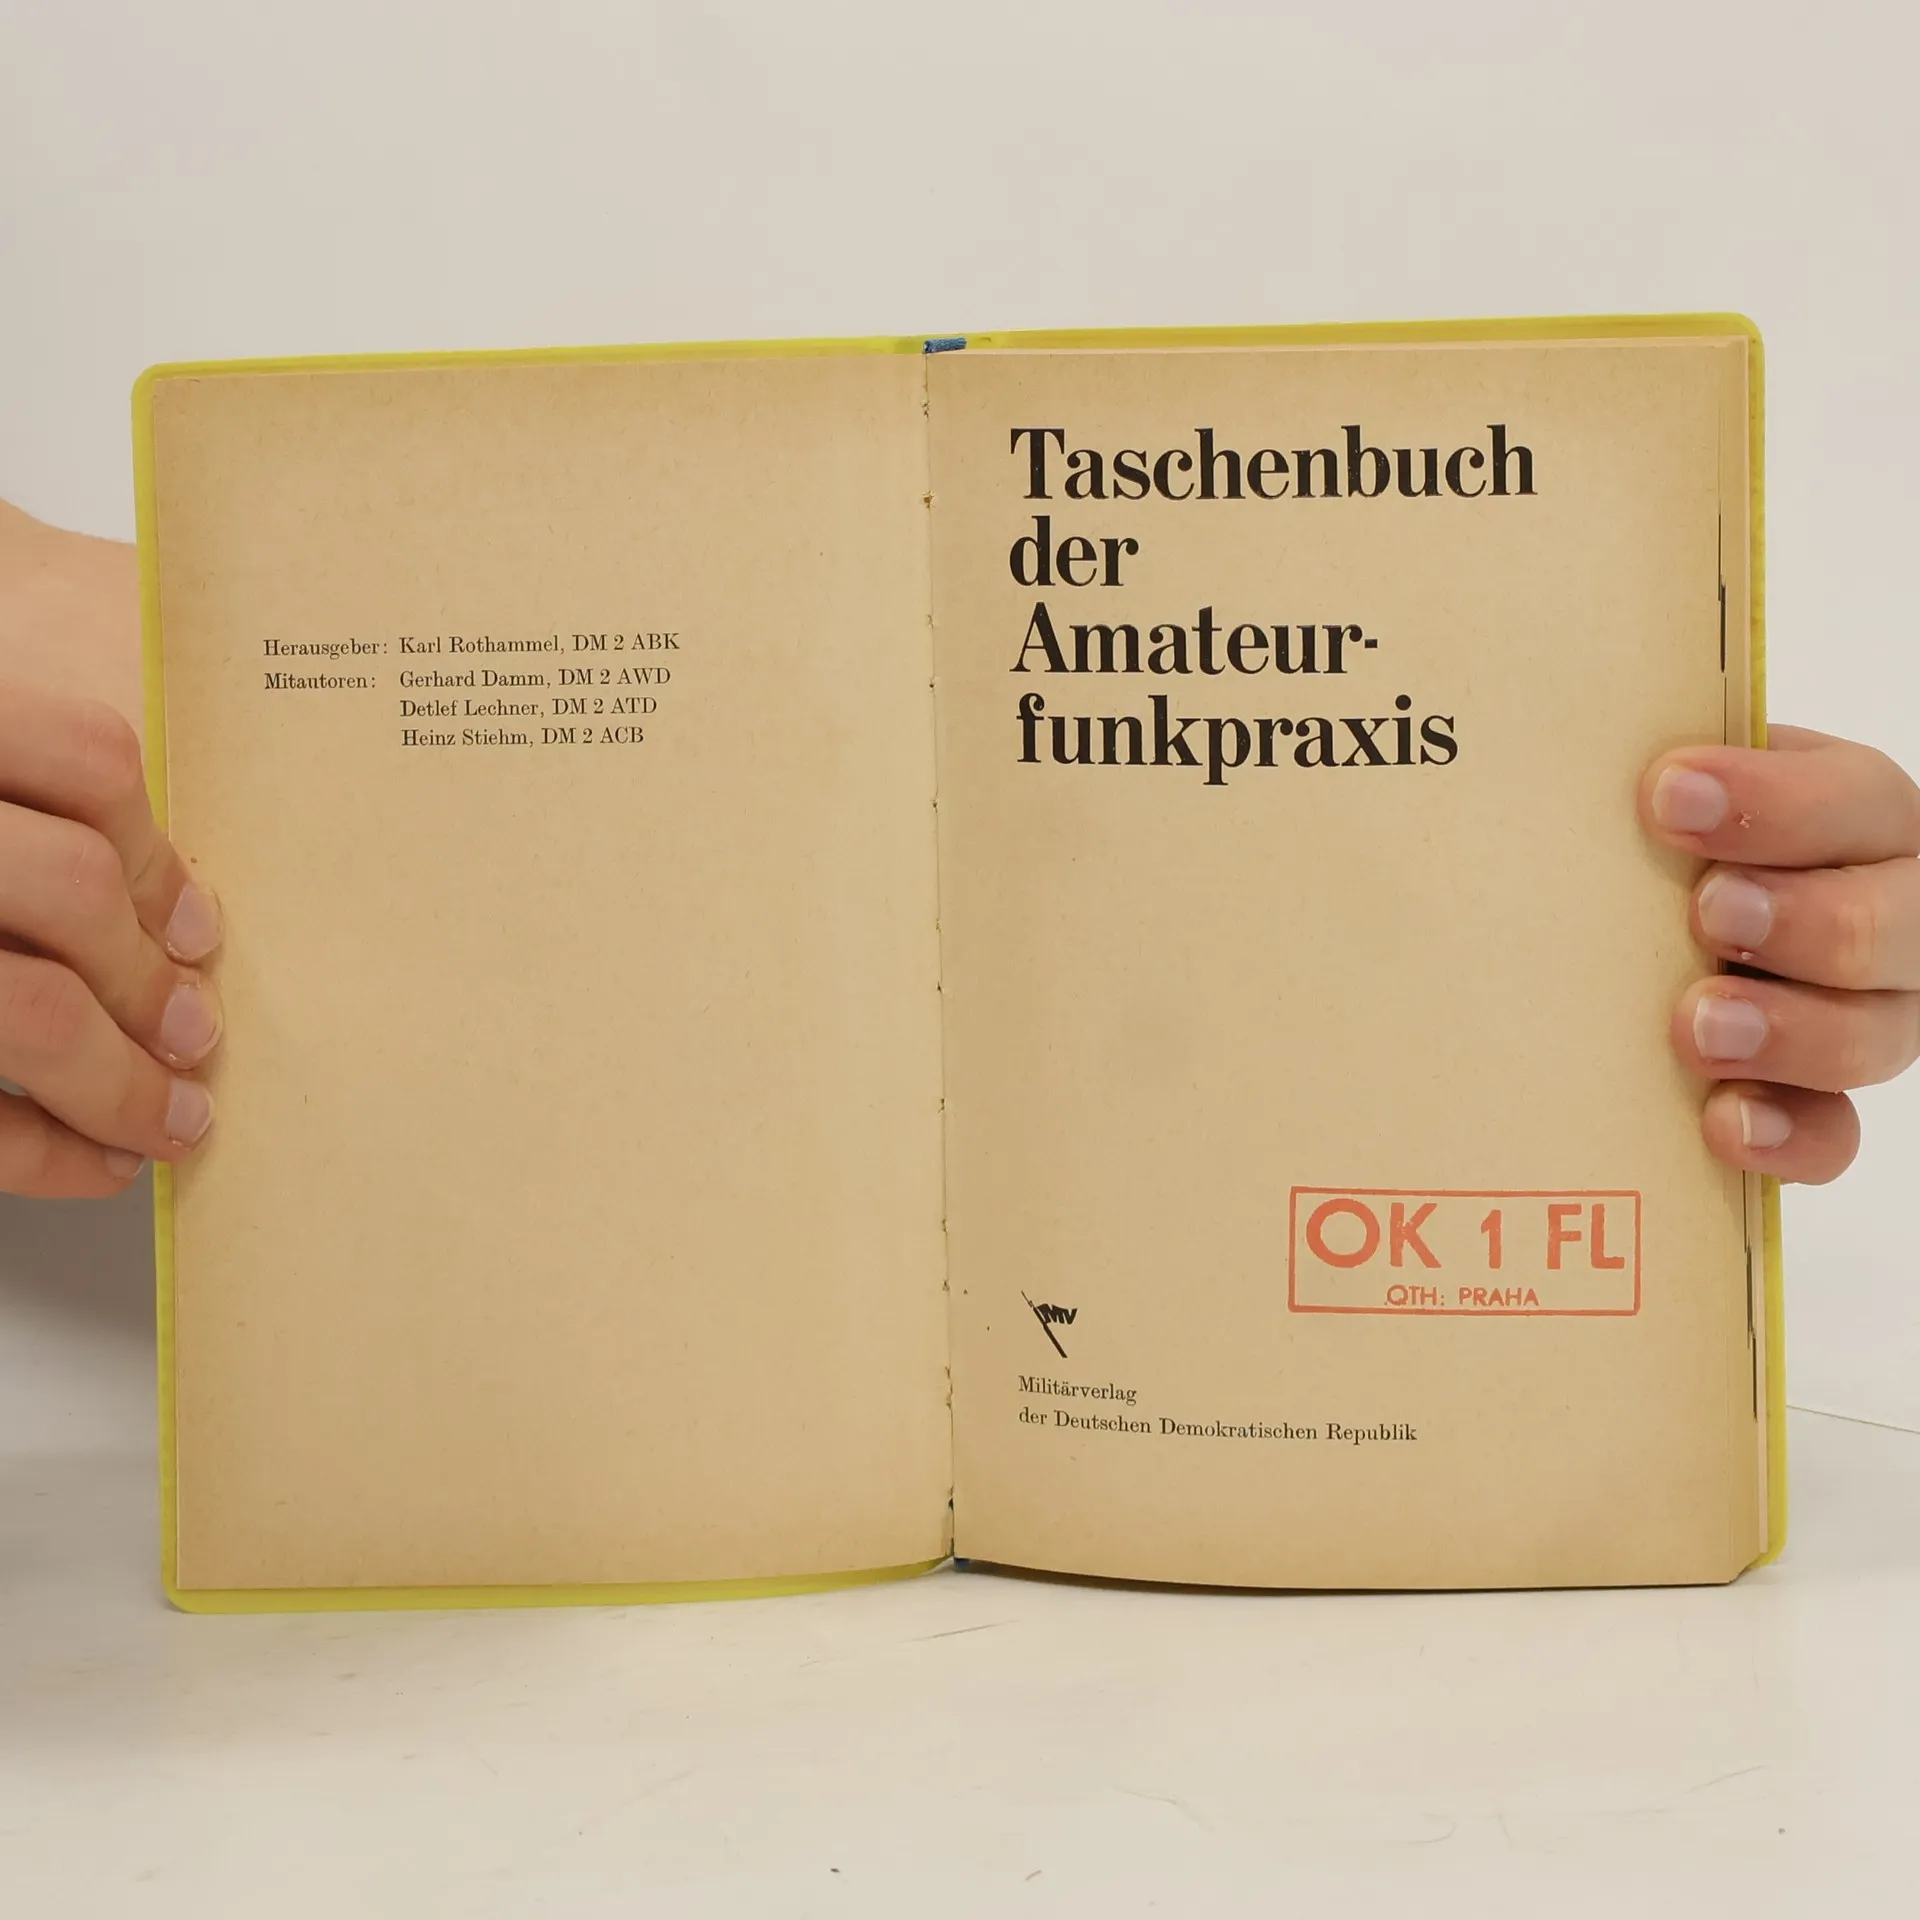 Herausgeber: Karl Rothammel, DM 2 ABK
Mitautoren: Gerhard Damm, DM 2 AWD
Detlef Lechner, DM 2 ATD
Heinz Stiehm, DM 2 ACB
Taschenbuch
der
Amateur-
funkpraxis
OK 1 FL
QTH: PRAHA
MV
Militärverlag
der Deutschen Demokratischen Republik